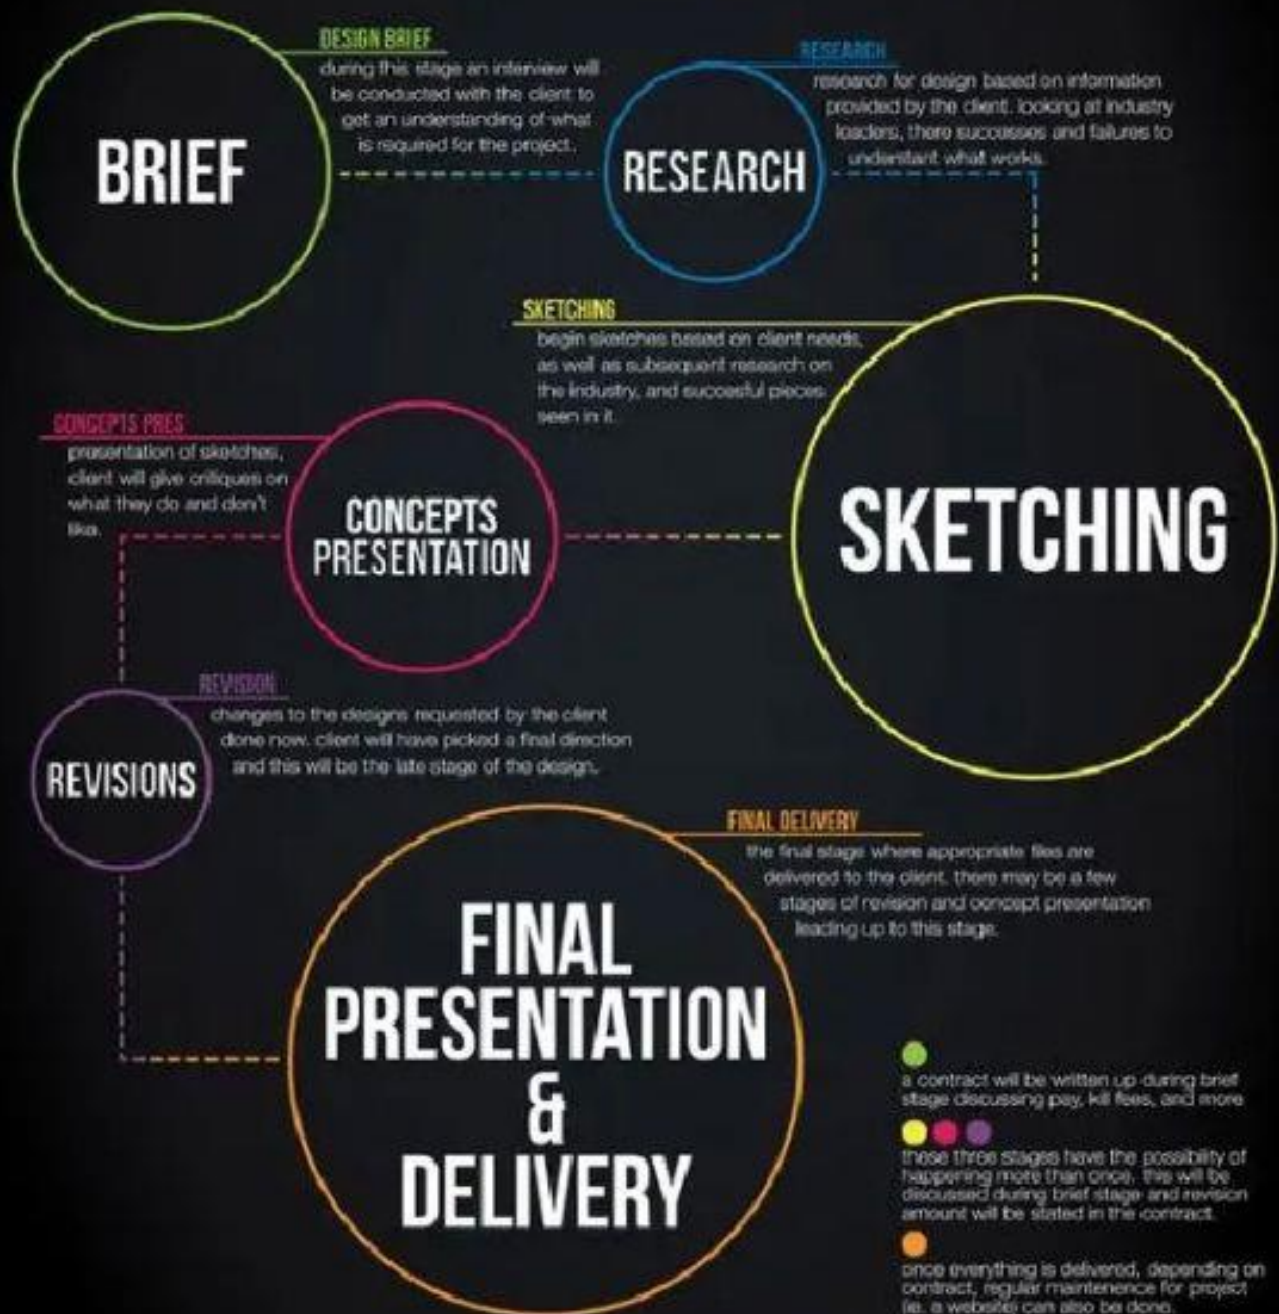 DESIGN BRIEF
during this stage an interview will
be conducted with the client to
get an understanding of what
is required for the project.
BRIEF
RESEARCH
research for design based on information
provided by the client. looking at industry
leaders, there successes and failures to
understant what works.
RESEARCH
SKETCHING
begin sketches based on client needs,
as well as subsequent research on
the industry, and succesful pieces
seen in it.
SKETCHING
CONCEPTS PRES
presentation of sketches,
client will give critiques on
what they do and don't
like.
CONCEPTS
PRESENTATION
REVISION
changes to the designs requested by the client
done now. client will have picked a final direction
and this will be the late stage of the design.
REVISIONS
FINAL DELIVERY
the final stage where appropriate files are
delivered to the client. there may be a few
stages of revision and concept presentation
leading up to this stage.
FINAL
PRESENTATION
&
DELIVERY
a contract will be written up during brief
stage discussing pay, kill fees, and more
these three stages have the possibility of
happening more than once. this will be
discussed during brief stage and revision
amount will be stated in the contract.
once everything is delivered, depending on
contract, regular maintenence for project
(ie. a website) can also be done.